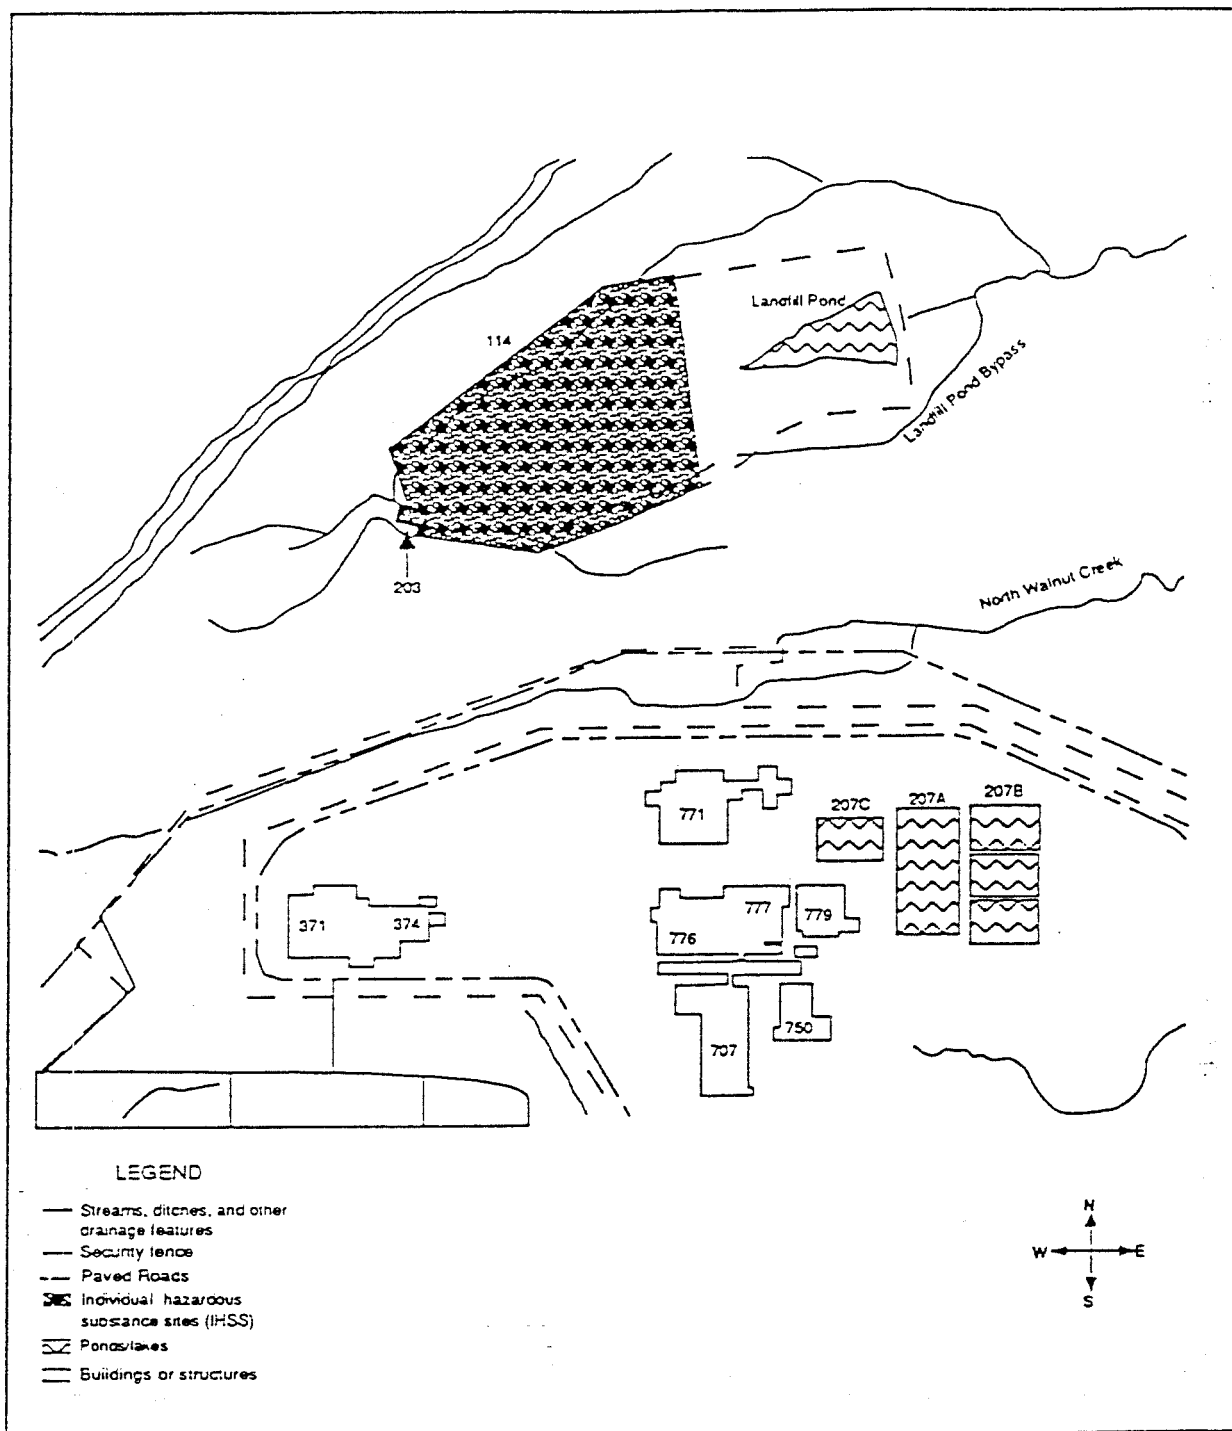 Landfill Pond
114
Landfill Pond Bypass
203
North Walnut Creek
771
207C
207A
207B
371
374
777
779
776
750
707
LEGEND
Streams, ditches, and other
drainage features
Security fence
Paved Roads
Individual hazardous
substance sites (IHSS)
Ponds/lakes
Buildings or structures
N
W
E
S